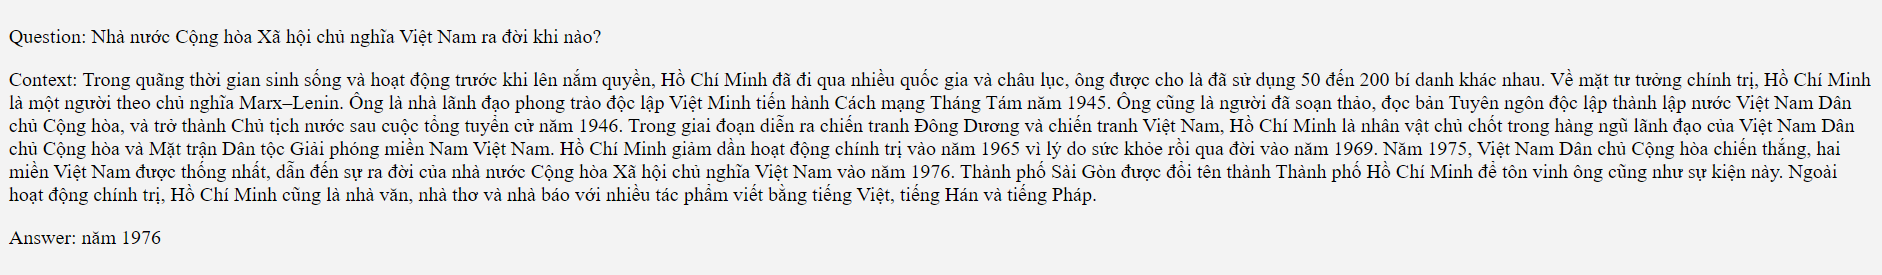 Question: Nhà nước Cộng hòa Xã hội chủ nghĩa Việt Nam ra đời khi nào?
Context: Trong quãng thời gian sinh sống và hoạt động trước khi lên nắm quyền, Hồ Chí Minh đã đi qua nhiều quốc gia và châu lục, ông được cho là đã sử dụng 50 đến 200 bí danh khác nhau. Về mặt tư tưởng chính trị, Hồ Chí Minh
là một người theo chủ nghĩa Marx–Lenin. Ông là nhà lãnh đạo phong trào độc lập Việt Minh tiến hành Cách mạng Tháng Tám năm 1945. Ông cũng là người đã soạn thảo, đọc bản Tuyên ngôn độc lập thành lập nước Việt Nam Dân
chủ Cộng hòa, và trở thành Chủ tịch nước sau cuộc tổng tuyển cử năm 1946. Trong giai đoạn diễn ra chiến tranh Đông Dương và chiến tranh Việt Nam, Hồ Chí Minh là nhân vật chủ chốt trong hàng ngũ lãnh đạo của Việt Nam Dân
chủ Cộng hòa và Mặt trận Dân tộc Giải phóng miền Nam Việt Nam. Hồ Chí Minh giảm dần hoạt động chính trị vào năm 1965 vì lý do sức khỏe rồi qua đời vào năm 1969. Năm 1975, Việt Nam Dân chủ Cộng hòa chiến thắng, hai
miền Việt Nam được thống nhất, dẫn đến sự ra đời của nhà nước Cộng hòa Xã hội chủ nghĩa Việt Nam vào năm 1976. Thành phố Sài Gòn được đổi tên thành Thành phố Hồ Chí Minh để tôn vinh ông cũng như sự kiện này. Ngoài
hoạt động chính trị, Hồ Chí Minh cũng là nhà văn, nhà thơ và nhà báo với nhiều tác phẩm viết bằng tiếng Việt, tiếng Hán và tiếng Pháp.
Answer: năm 1976